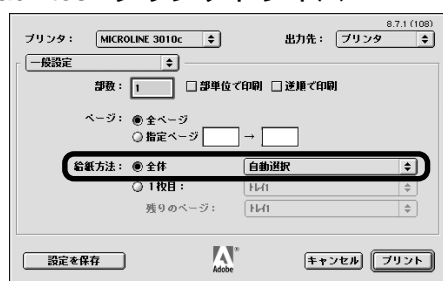 8.7.1 (108)
プリンタ： MICROLINE 3010c 出力先： プリンタ
一般設定
部数： 1 部単位で印刷 逆順で印刷
ページ： 全ページ
指定ページ →
給紙方法： 全体 自動選択
1枚目： トレイ1
残りのページ： トレイ1
設定を保存 Adobe キャンセル プリント